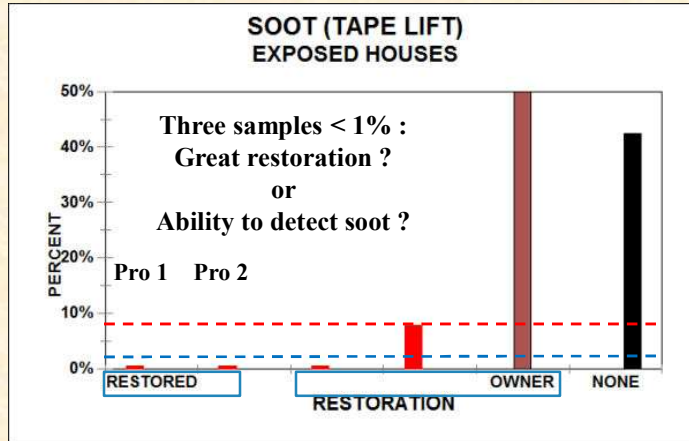 SOOT (TAPE LIFT)
EXPOSED HOUSES
50%
40%
30%
20%
10%
0%
PERCENT
Three samples < 1% :
Great restoration ?
or
Ability to detect soot ?
Pro 1 Pro 2
RESTORED OWNER NONE
RESTORATION